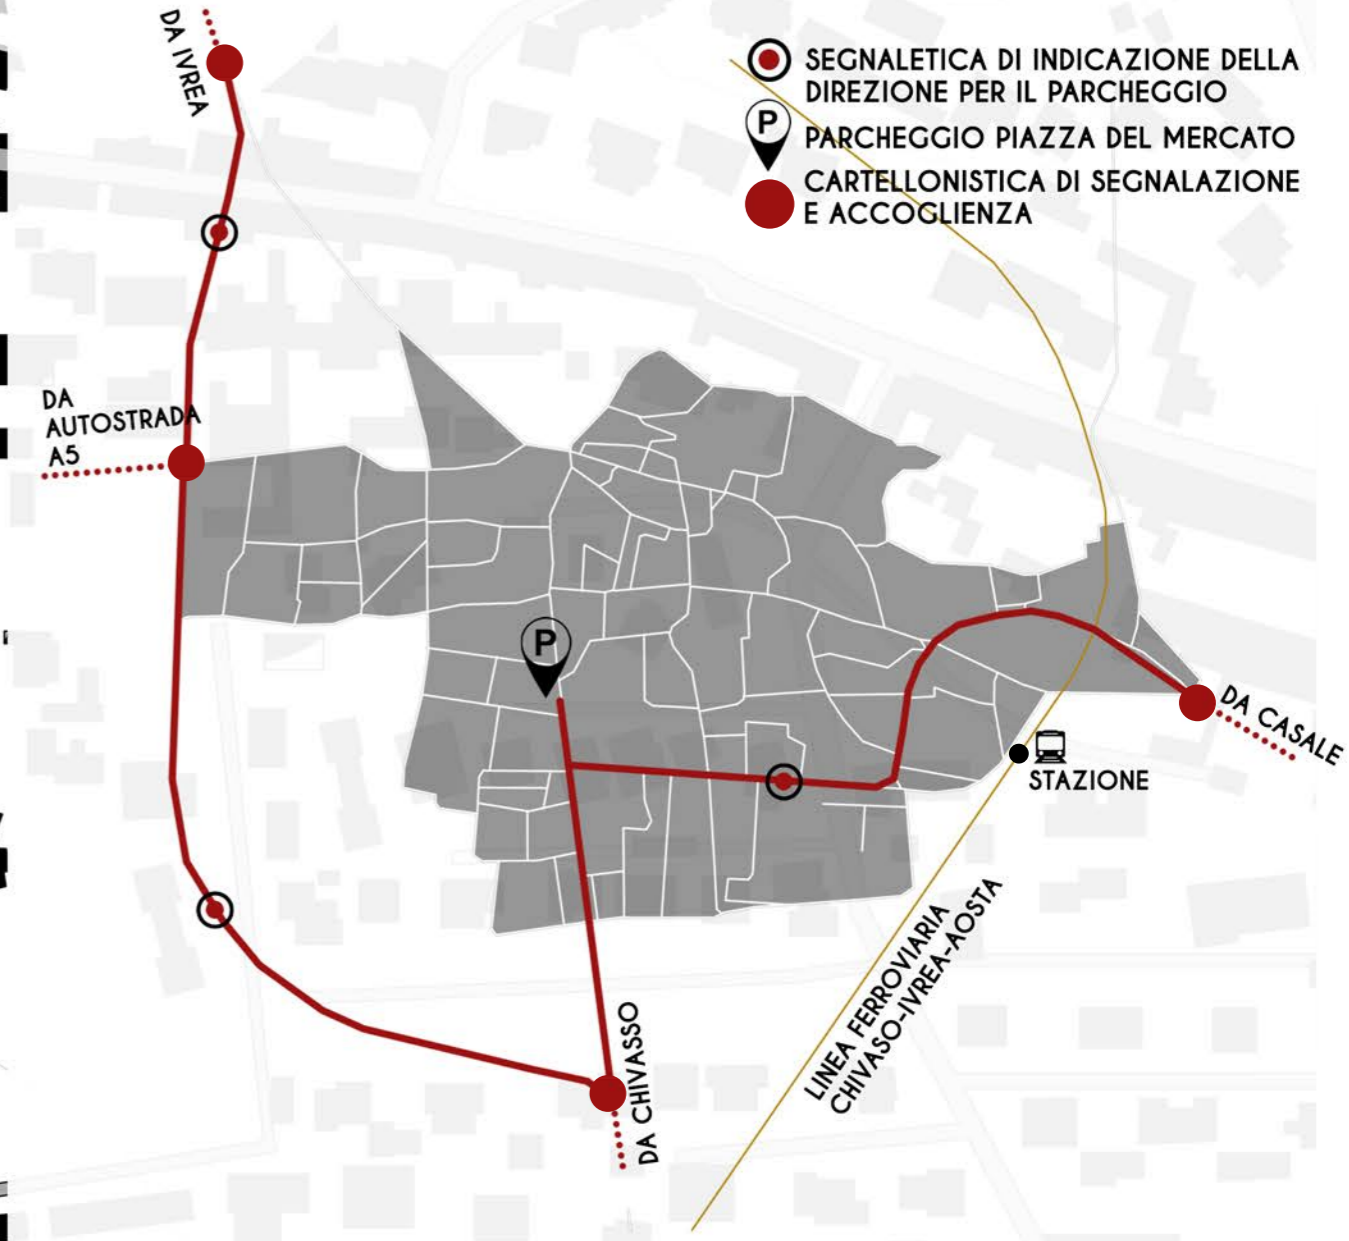 DA IVREA
SEGNALETICA DI INDICAZIONE DELLA
DIREZIONE PER IL PARCHEGGIO
P
PARCHEGGIO PIAZZA DEL MERCATO
CARTELLONISTICA DI SEGNALAZIONE
E ACCOGLIENZA
DA
AUTOSTRADA
A5
P
DA CASALE
STAZIONE
LINEA FERROVIARIA
CHIVASO-IVREA-AOSTA
DA CHIVASSO